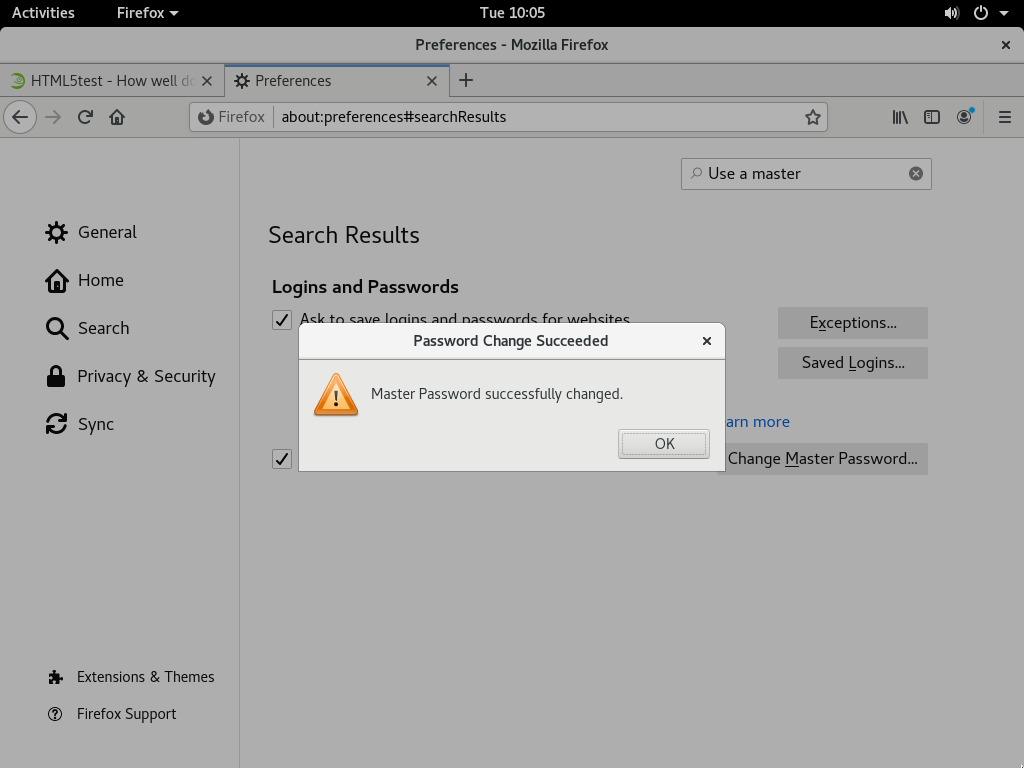 Activities
Firefox
Tue 10:05
Preferences - Mozilla Firefox
HTML5test - How well do
Preferences
Firefox
about:preferences#searchResults
Use a master
General
Home
Search
Privacy & Security
Sync
Extensions & Themes
Firefox Support
Search Results
Logins and Passwords
Ask to save logins and passwords for websites
Exceptions...
Saved Logins...
arn more
Change Master Password...
Password Change Succeeded
Master Password successfully changed.
OK